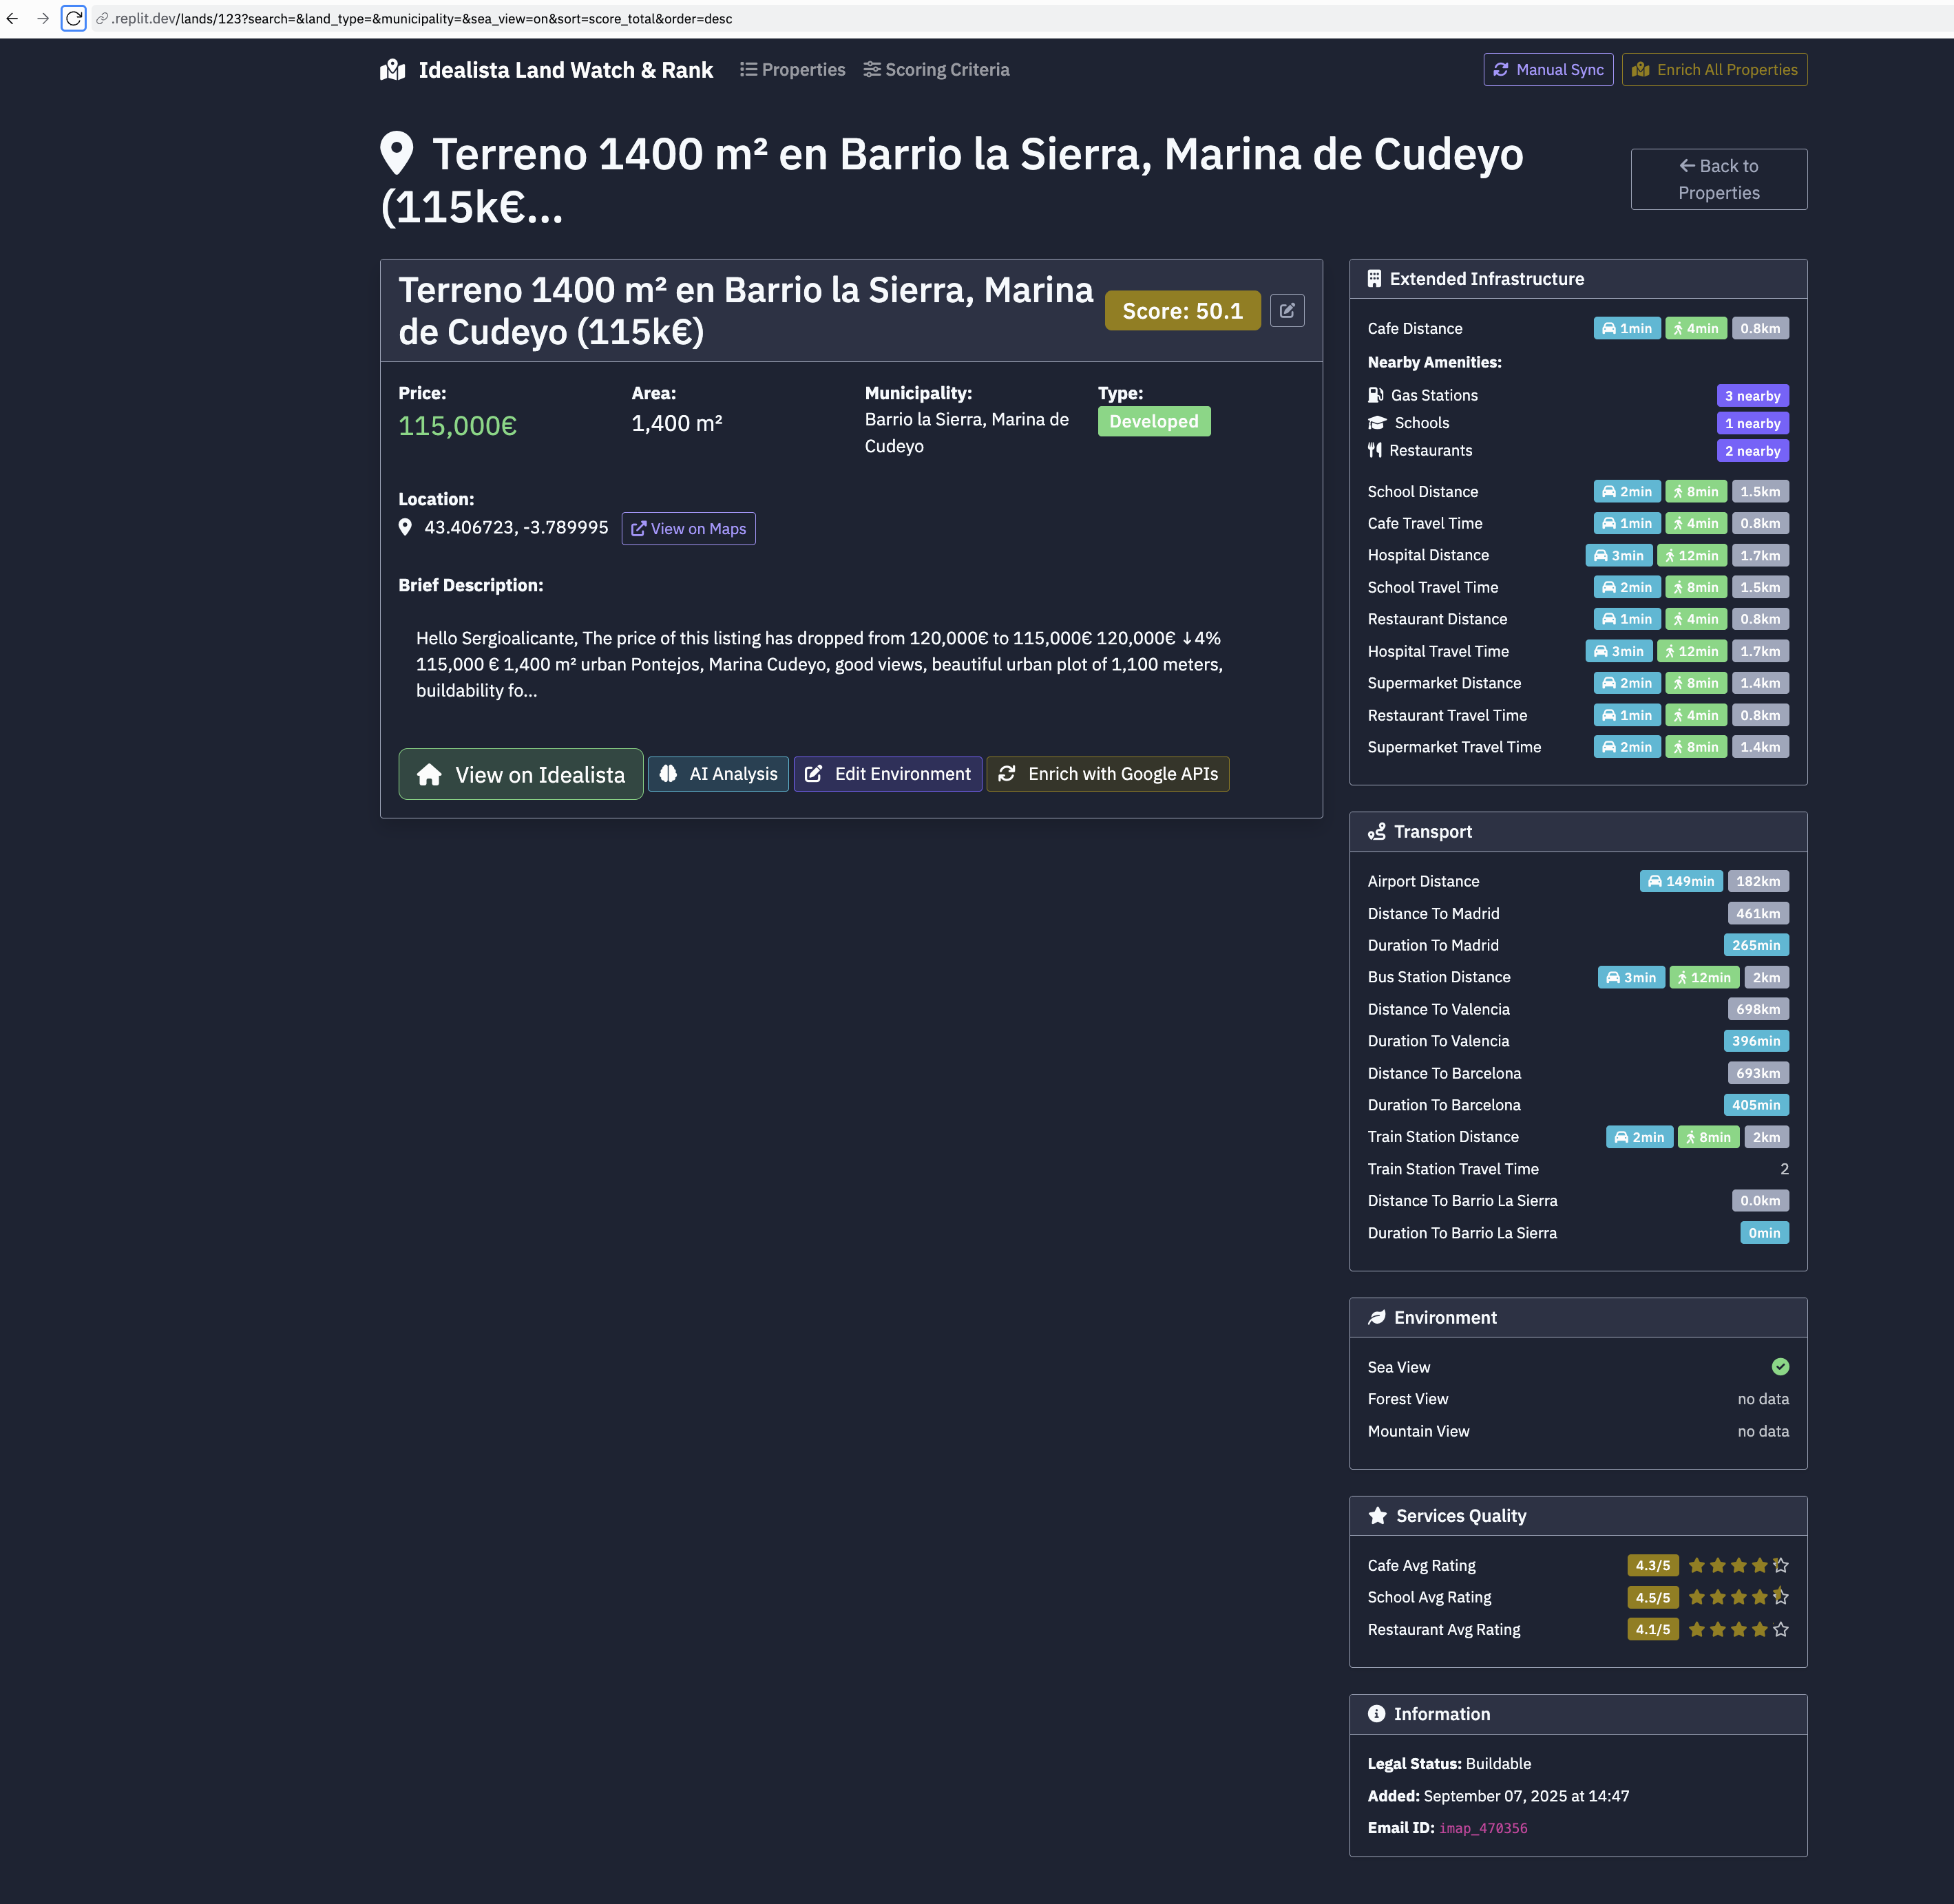 .replit.dev/lands/123?search=&land_type=&municipality=&sea_view=on&sort=score_total&order=desc
Idealista Land Watch & Rank
Properties
Scoring Criteria
Manual Sync
Enrich All Properties
Terreno 1400 m² en Barrio la Sierra, Marina de Cudeyo
(115k€...
Back to
Properties
Terreno 1400 m² en Barrio la Sierra, Marina
de Cudeyo (115k€)
Score: 50.1
Price:
115,000€
Area:
1,400 m²
Municipality:
Barrio la Sierra, Marina de
Cudeyo
Type:
Developed
Location:
43.406723, -3.789995
View on Maps
Brief Description:
Hello Sergioalicante, The price of this listing has dropped from 120,000€ to 115,000€ 120,000€ ↓4%
115,000 € 1,400 m² urban Pontejos, Marina Cudeyo, good views, beautiful urban plot of 1,100 meters,
buildability fo...
View on Idealista
AI Analysis
Edit Environment
Enrich with Google APIs
Extended Infrastructure
Cafe Distance 1min 4min 0.8km
Nearby Amenities:
Gas Stations 3 nearby
Schools 1 nearby
Restaurants 2 nearby
School Distance 2min 8min 1.5km
Cafe Travel Time 1min 4min 0.8km
Hospital Distance 3min 12min 1.7km
School Travel Time 2min 8min 1.5km
Restaurant Distance 1min 4min 0.8km
Hospital Travel Time 3min 12min 1.7km
Supermarket Distance 2min 8min 1.4km
Restaurant Travel Time 1min 4min 0.8km
Supermarket Travel Time 2min 8min 1.4km
Transport
Airport Distance 149min 182km
Distance To Madrid 461km
Duration To Madrid 265min
Bus Station Distance 3min 12min 2km
Distance To Valencia 698km
Duration To Valencia 396min
Distance To Barcelona 693km
Duration To Barcelona 405min
Train Station Distance 2min 8min 2km
Train Station Travel Time 2
Distance To Barrio La Sierra 0.0km
Duration To Barrio La Sierra 0min
Environment
Sea View
Forest View no data
Mountain View no data
Services Quality
Cafe Avg Rating 4.3/5
School Avg Rating 4.5/5
Restaurant Avg Rating 4.1/5
Information
Legal Status: Buildable
Added: September 07, 2025 at 14:47
Email ID: imap_470356